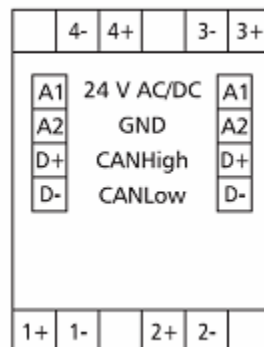 4- 4+ 3- 3+
A1 24 V AC/DC A1
A2 GND A2
D+ CANHigh D+
D- CANLow D-
1+ 1- 2+ 2-